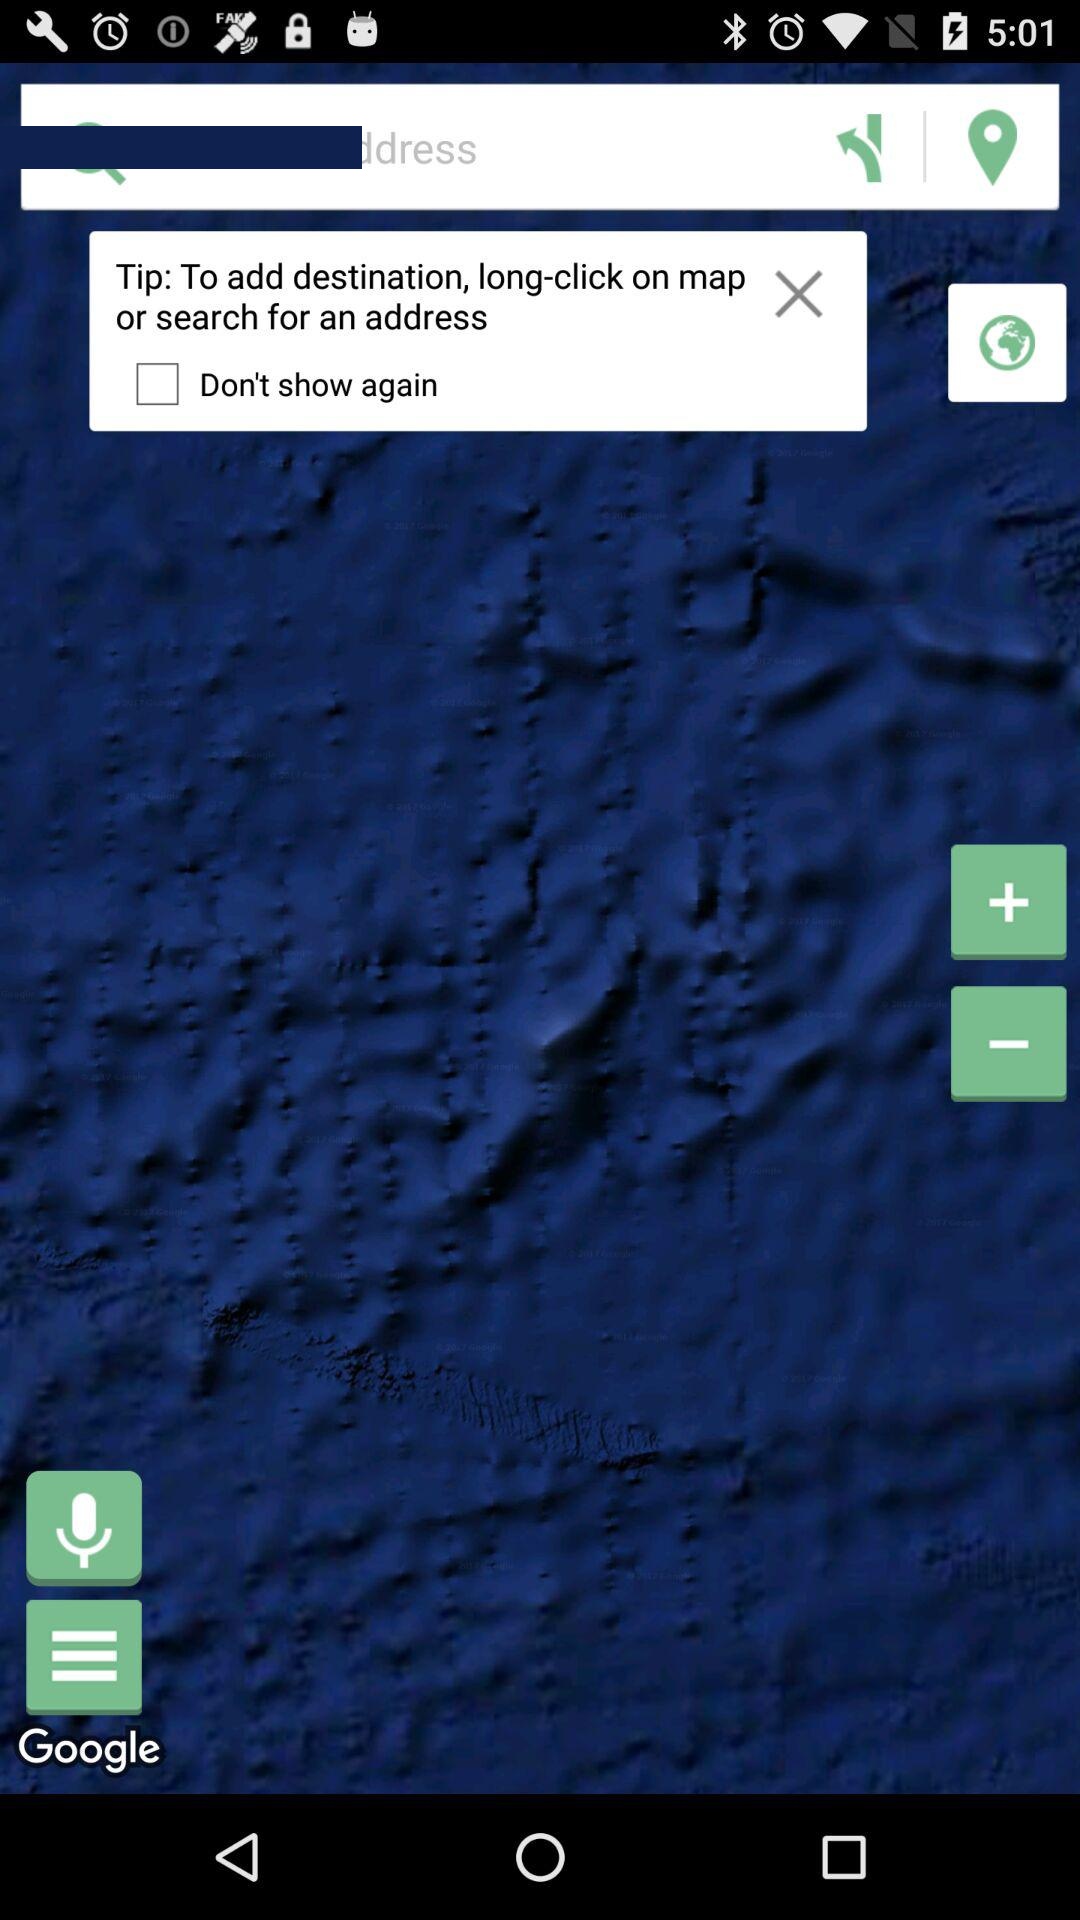 FAKE
5:01
ddress
Tip: To add destination, long-click on map
or search for an address
Don't show again
Google